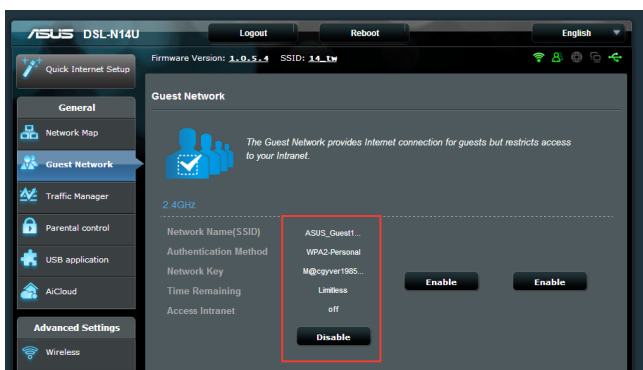 ASUS DSL-N14U
Logout
Reboot
English
Quick Internet Setup
Firmware Version: 1.0.5.4 SSID: 14_tw
General
Network Map
Guest Network
Traffic Manager
Parental control
USB application
AiCloud
Advanced Settings
Wireless
Guest Network
The Guest Network provides Internet connection for guests but restricts access
to your Intranet.
2.4GHz
Network Name(SSID) ASUS_Guest1...
Authentication Method WPA2-Personal
Network Key M@cgyver1985...
Time Remaining Limitless
Access Intranet off
Disable
Enable
Enable